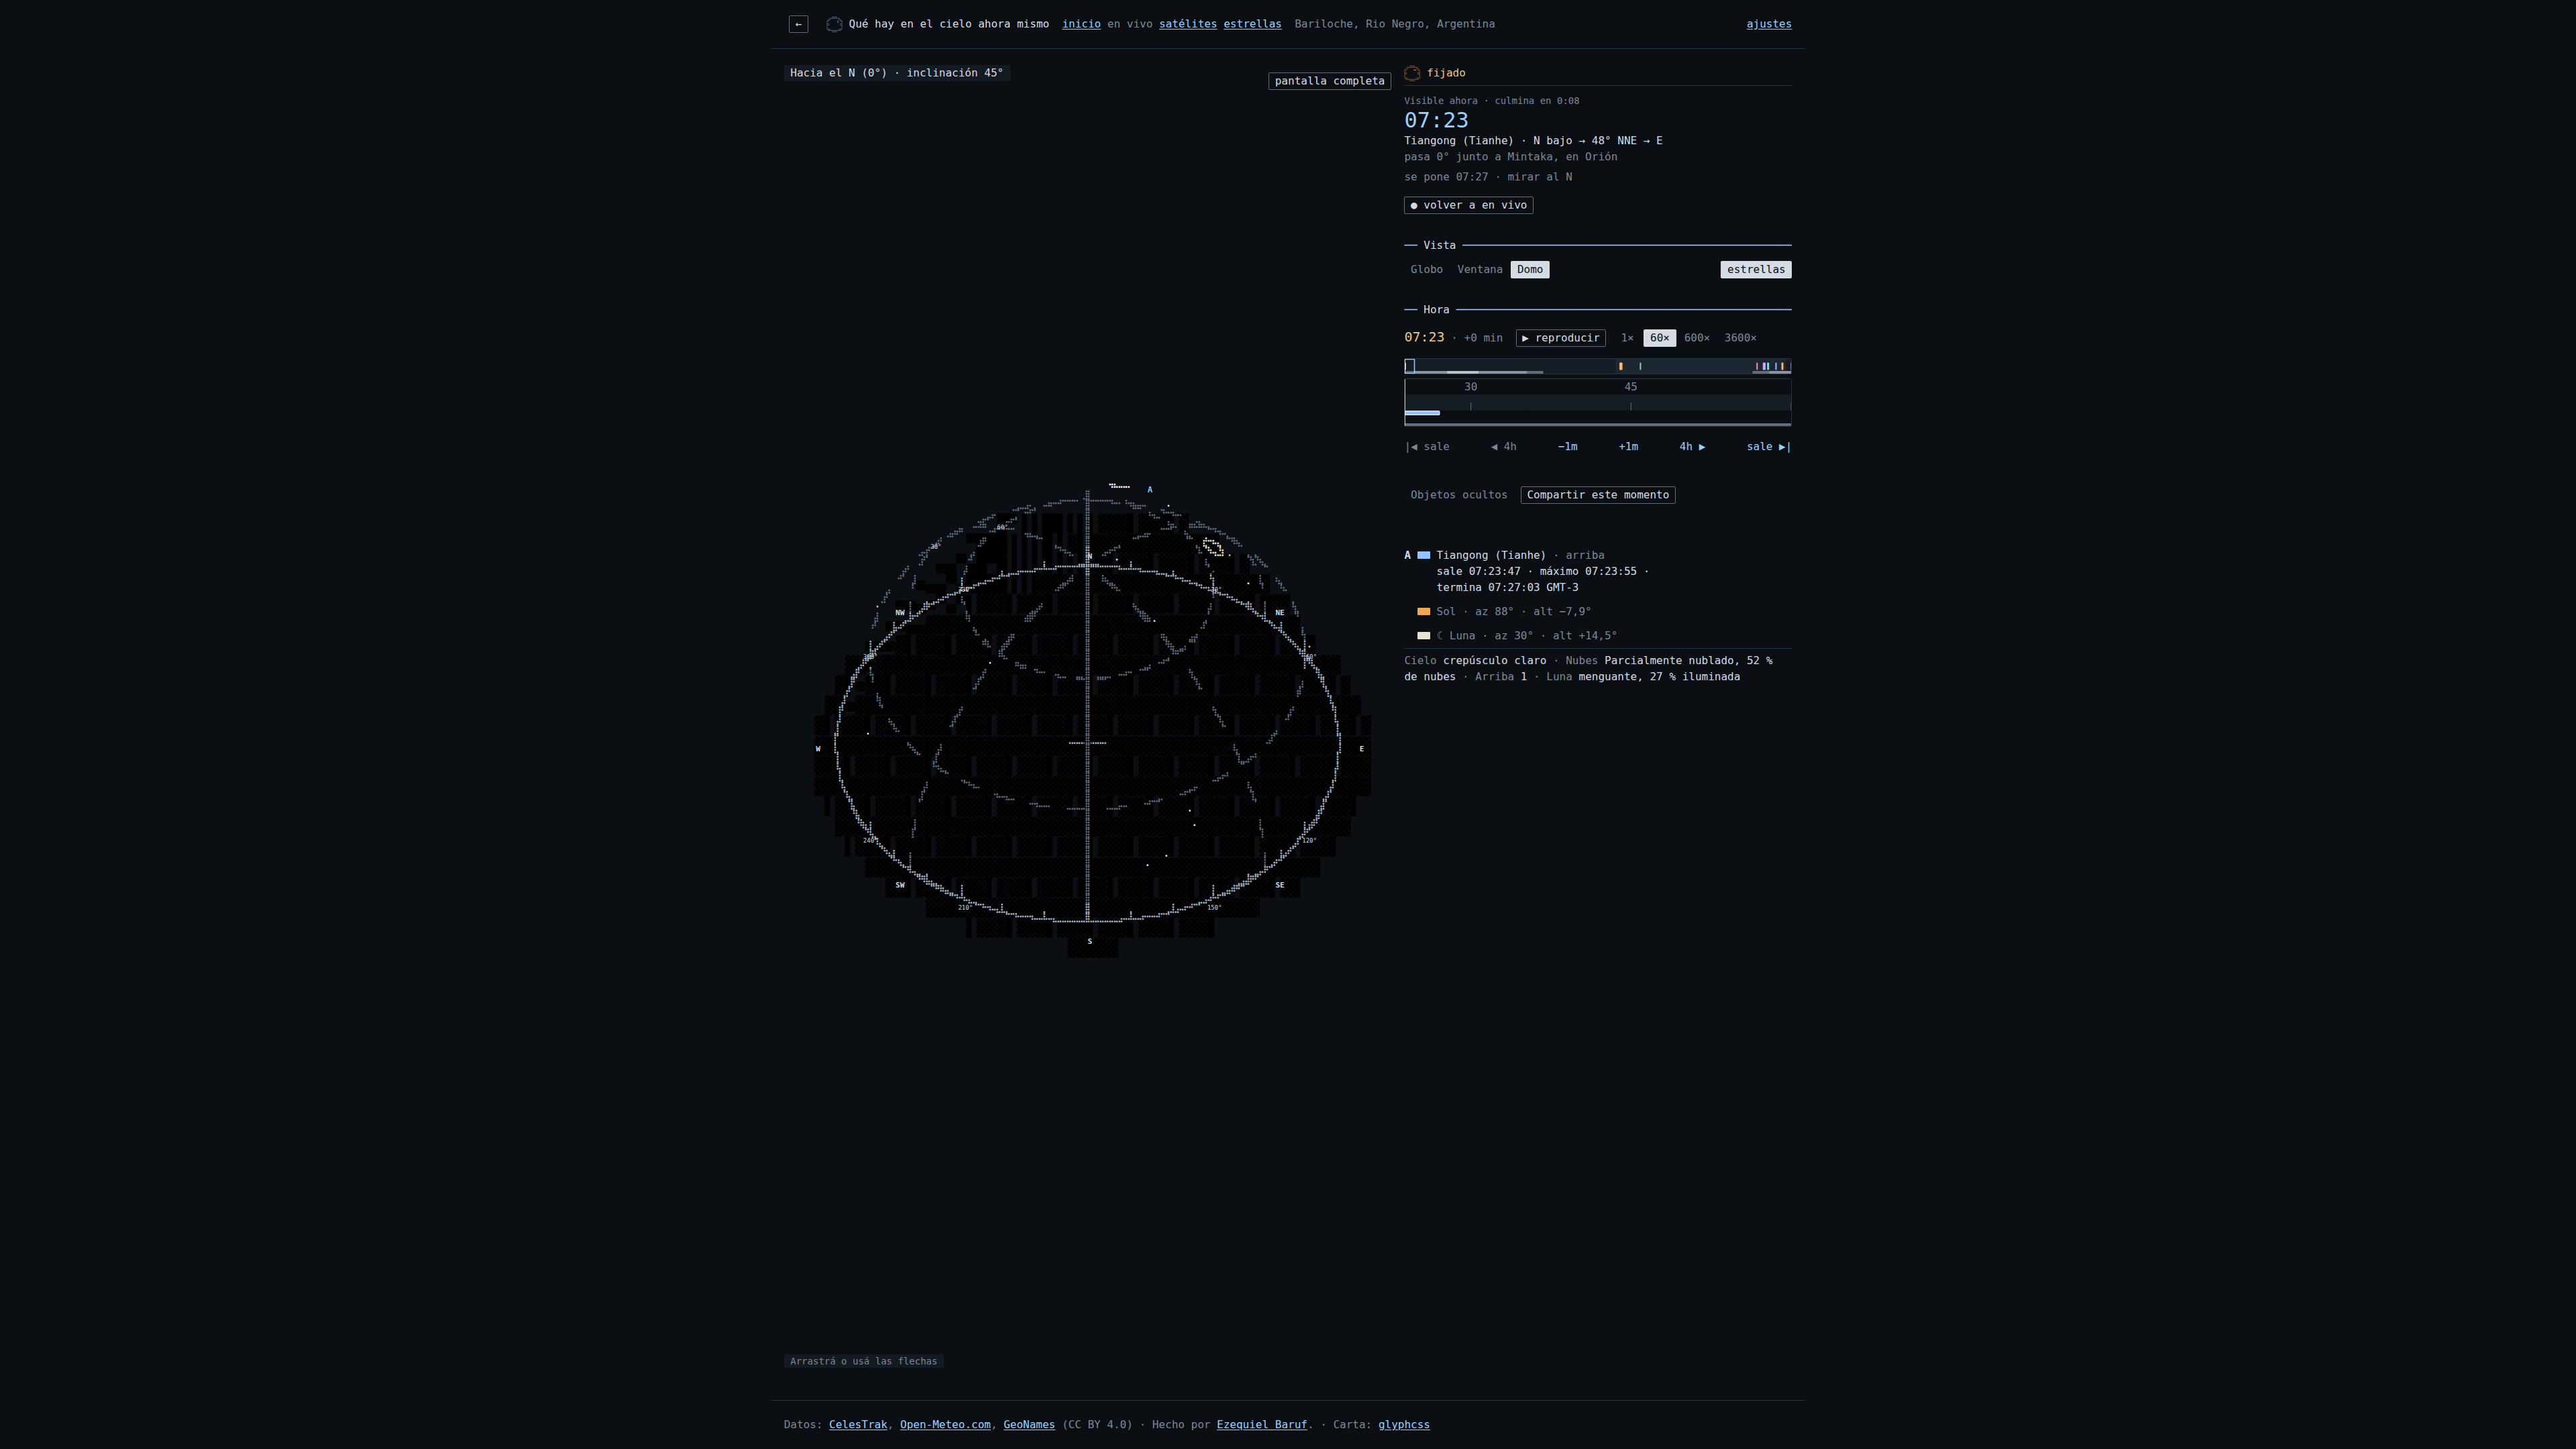 ← Qué hay en el cielo ahora mismo inicio en vivo satélites estrellas Bariloche, Rio Negro, Argentina ajustes
Hacia el N (0°) · inclinación 45°
pantalla completa
fijado
Visible ahora · culmina en 0:08
07:23
Tiangong (Tianhe) · N bajo → 48° NNE → E
pasa 0° junto a Mintaka, en Orión
se pone 07:27 · mirar al N
● volver a en vivo
Vista
Globo Ventana Domo estrellas
Hora
07:23 · +0 min ▶ reproducir 1× 60× 600× 3600×
30 45
|◀ sale ◀ 4h −1m +1m 4h ▶ sale ▶|
Objetos ocultos Compartir este momento
A Tiangong (Tianhe) · arriba
sale 07:23:47 · máximo 07:23:55 ·
termina 07:27:03 GMT-3
Sol · az 88° · alt −7,9°
☾ Luna · az 30° · alt +14,5°
Cielo crepúsculo claro · Nubes Parcialmente nublado, 52 %
de nubes · Arriba 1 · Luna menguante, 27 % iluminada
A
N
NW NE
W E
240° 120°
SW SE
210° 150°
S
Arrastrá o usá las flechas
Datos: CelesTrak, Open-Meteo.com, GeoNames (CC BY 4.0) · Hecho por Ezequiel Baruf. · Carta: glyphcss